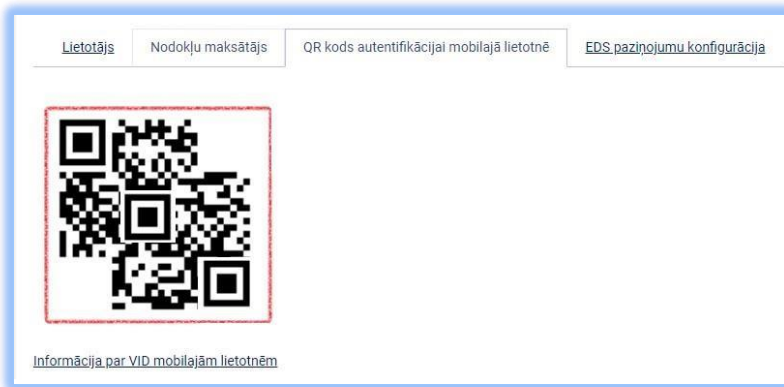 Lietotājs Nodokļu maksātājs QR kods autentifikācijai mobilajā lietotnē EDS paziņojumu konfigurācija
Informācija par VID mobilajām lietotnēm